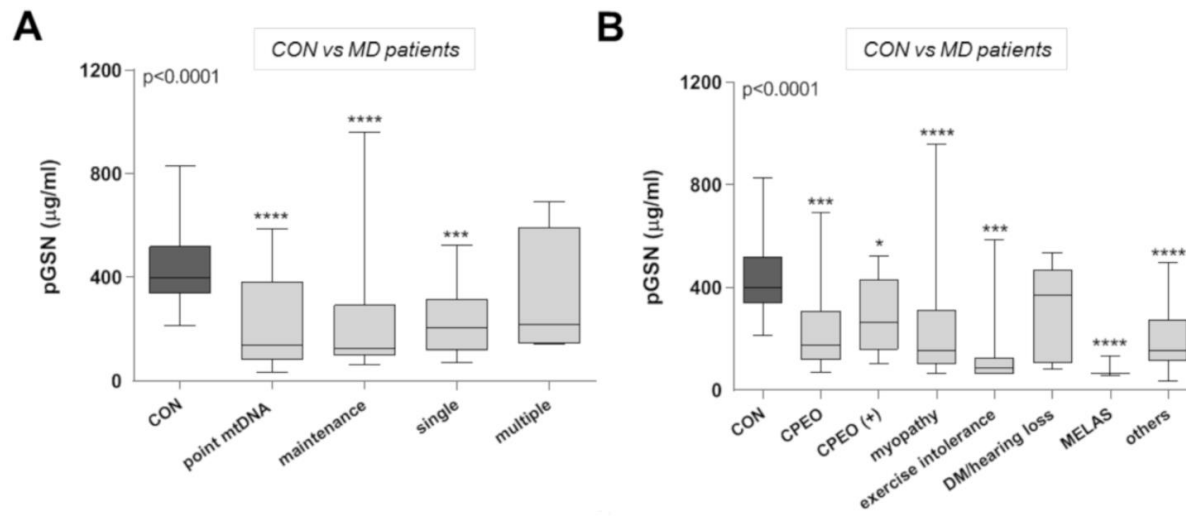 A
CON vs MD patients
1200
p<0.0001
****
****
***
800
400
0
pGSN (µg/ml)
CON
point mtDNA
maintenance
single
multiple
B
CON vs MD patients
1200
p<0.0001
***
*
****
***
****
****
800
400
0
pGSN (µg/ml)
CON
CPEO
CPEO (+)
myopathy
exercise intolerance
DM/hearing loss
MELAS
others